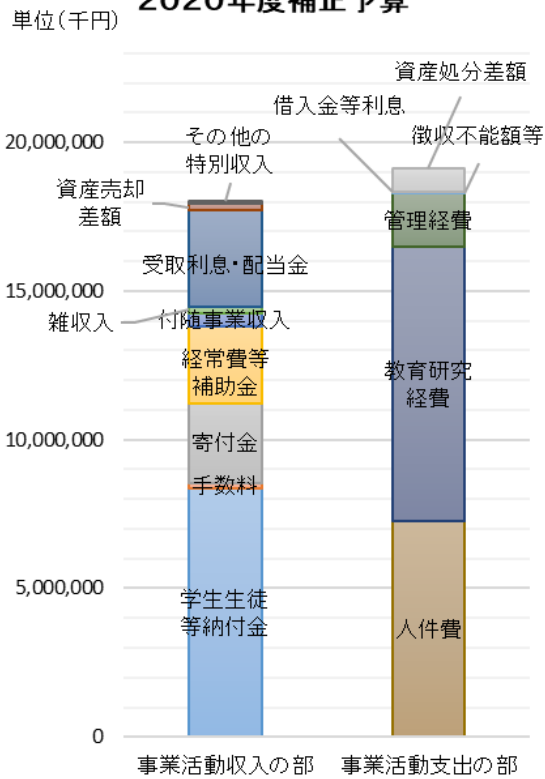 2020年度補正予算
単位(千円)
資産処分差額
借入金等利息
20,000,000
その他の
特別収入
徴収不能額等
資産売却
差額
管理経費
受取利息・配当金
15,000,000
雑収入
付随事業収入
経常費等
補助金
教育研究
経費
10,000,000
寄付金
手数料
5,000,000
学生生徒
等納付金
人件費
0
事業活動収入の部
事業活動支出の部